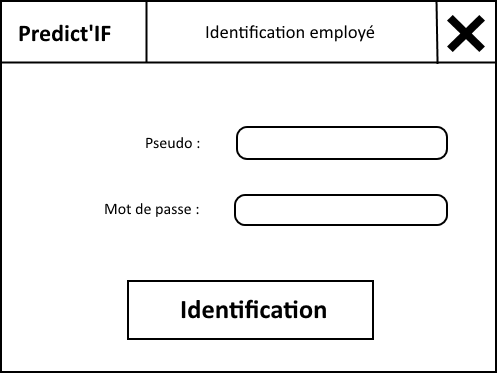 Predict'IF
Identification employé
Pseudo :
Mot de passe :
Identification